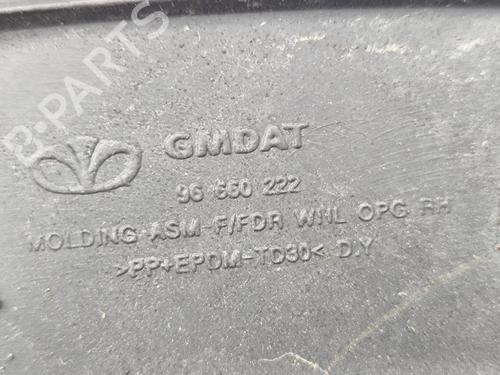 B-PARTS
GMDAT
96 660 222
MOLDING ASM-F/FDR WHL OPG RH
>PP+EPDM-TD30< D.Y